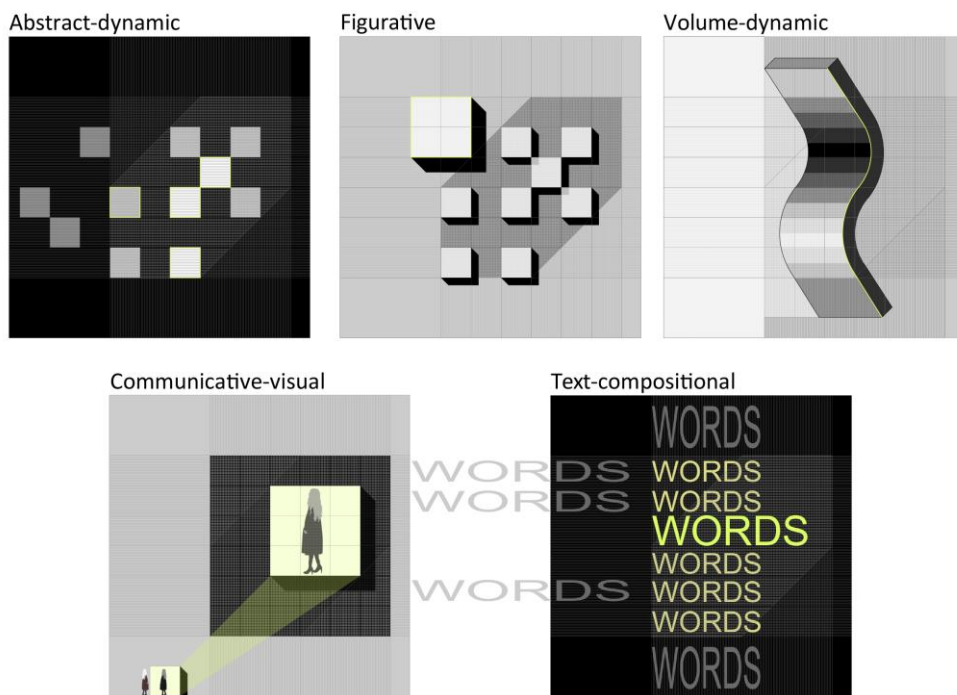 Abstract-dynamic
Figurative
Volume-dynamic
Communicative-visual
Text-compositional
WORDS
WORDS WORDS
WORDS WORDS
WORDS
WORDS
WORDS WORDS
WORDS
WORDS